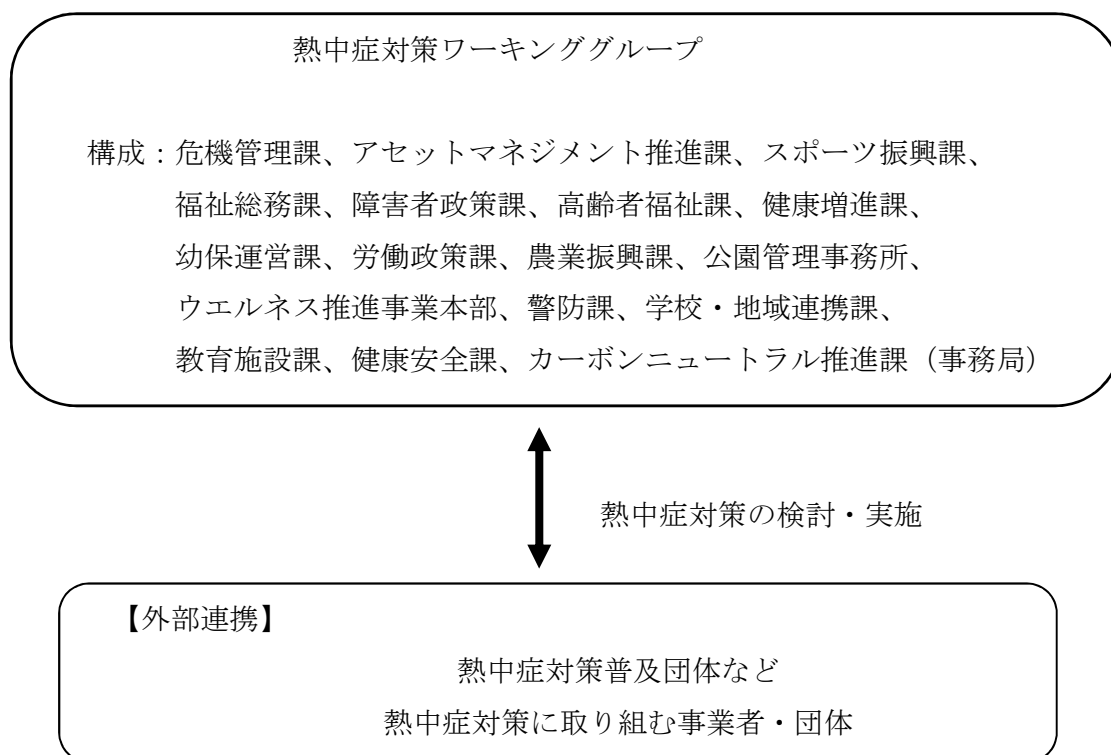 熱中症対策ワーキンググループ
構成：危機管理課、アセットマネジメント推進課、スポーツ振興課、
福祉総務課、障害者政策課、高齢者福祉課、健康増進課、
幼保運営課、労働政策課、農業振興課、公園管理事務所、
ウエルネス推進事業本部、警防課、学校・地域連携課、
教育施設課、健康安全課、カーボンニュートラル推進課（事務局）
熱中症対策の検討・実施
【外部連携】
熱中症対策普及団体など
熱中症対策に取り組む事業者・団体